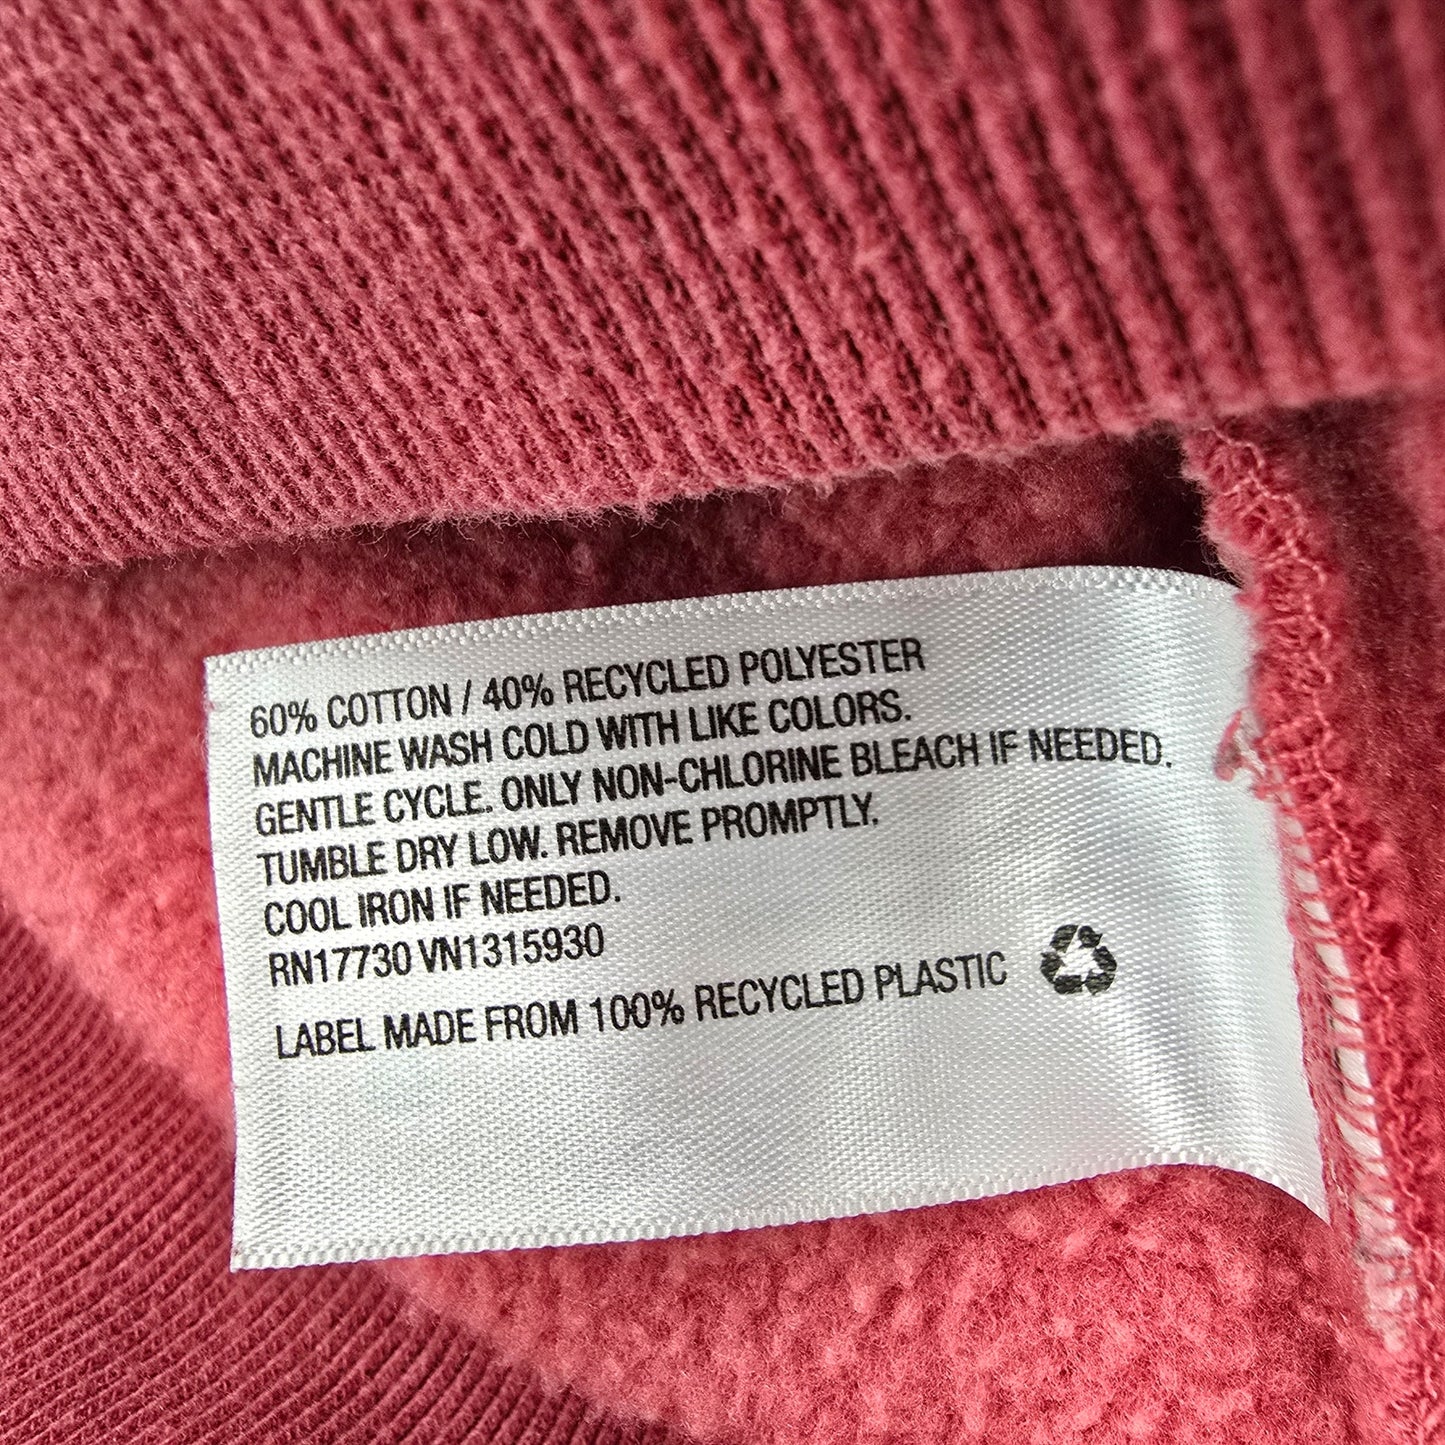 60% COTTON / 40% RECYCLED POLYESTER
MACHINE WASH COLD WITH LIKE COLORS.
GENTLE CYCLE. ONLY NON-CHLORINE BLEACH IF NEEDED.
TUMBLE DRY LOW. REMOVE PROMPTLY.
COOL IRON IF NEEDED.
RN17730 VN1315930
LABEL MADE FROM 100% RECYCLED PLASTIC